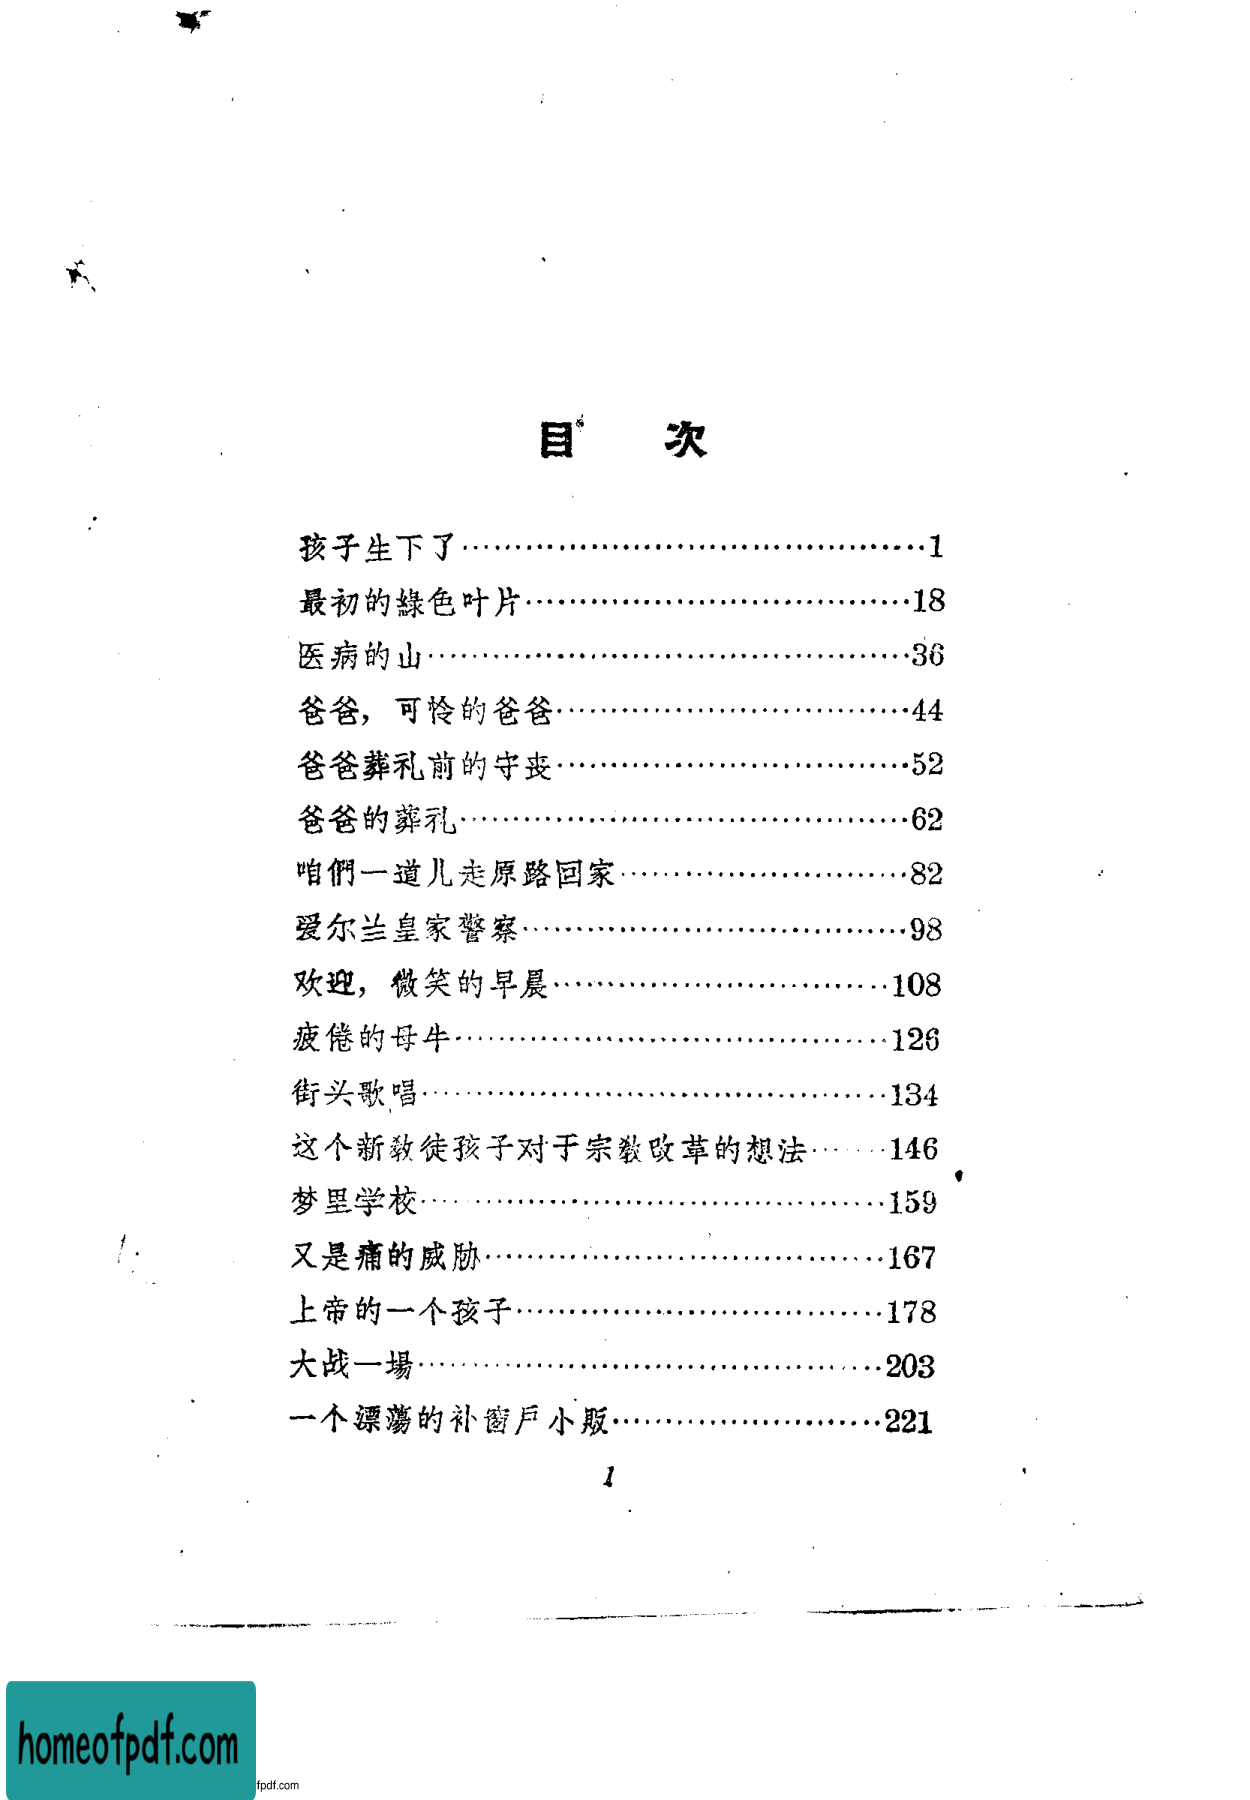 目 次
孩子生下了……………………………………1
最初的綠色叶片………………………………18
医病的山………………………………………36
爸爸，可怜的爸爸……………………………44
爸爸葬礼前的守丧……………………………52
爸爸的葬礼……………………………………62
咱們一道儿走原路回家………………………82
爱尔兰皇家警察………………………………98
欢迎，微笑的早晨……………………………108
疲倦的母牛……………………………………126
街头歌唱………………………………………134
这个新教徒孩子对于宗教改革的想法………146
梦里学校………………………………………159
又是痛的威胁…………………………………167
上帝的一个孩子………………………………178
大战一場………………………………………203
一个漂蕩的补窗戶小贩………………………221
1
homeofpdf.com
fpdf.com